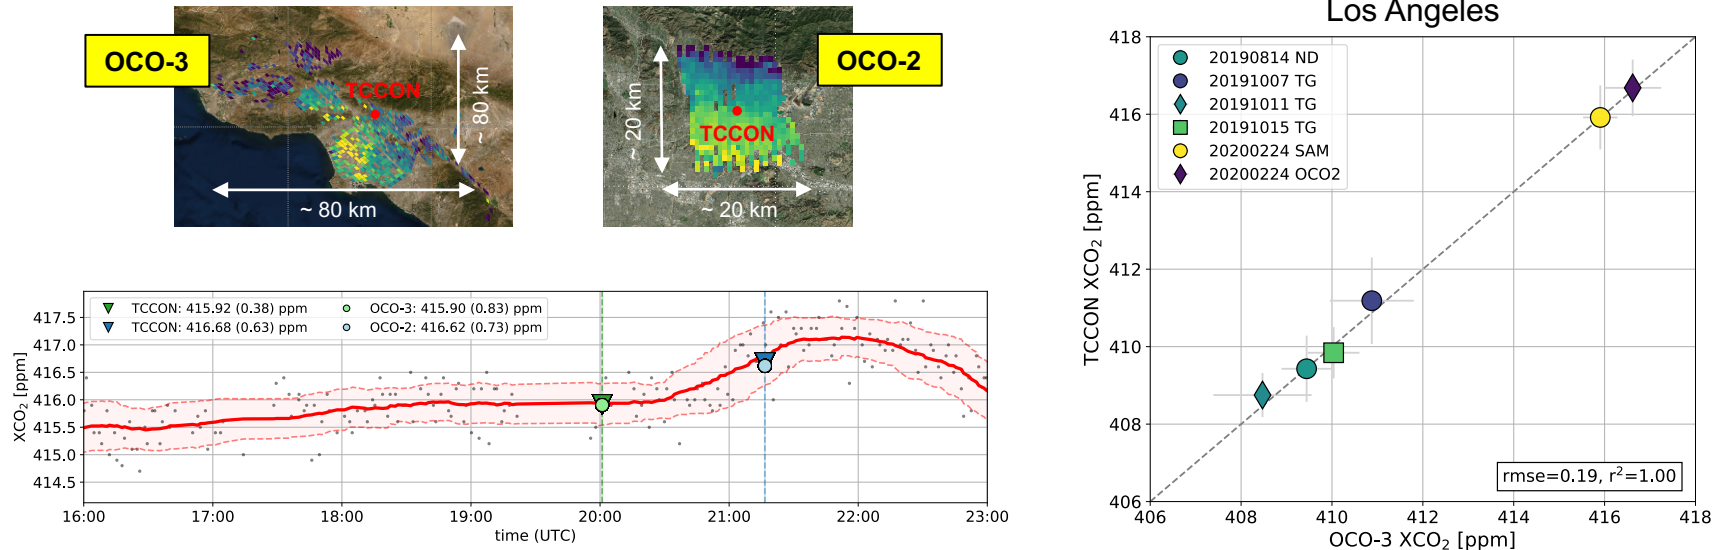 OCO-3
TCCON
~ 80 km
~ 80 km
OCO-2
TCCON
~ 20 km
~ 20 km
TCCON: 415.92 (0.38) ppm
TCCON: 416.68 (0.63) ppm
OCO-3: 415.90 (0.83) ppm
OCO-2: 416.62 (0.73) ppm
XCO₂ [ppm]
417.5
417.0
416.5
416.0
415.5
415.0
414.5
16:00 17:00 18:00 19:00 20:00 21:00 22:00 23:00
time (UTC)
Los Angeles
20190814 ND
20191007 TG
20191011 TG
20191015 TG
20200224 SAM
20200224 OCO2
TCCON XCO₂ [ppm]
418
416
414
412
410
408
406
rmse=0.19, r²=1.00
406 408 410 412 414 416 418
OCO-3 XCO₂ [ppm]